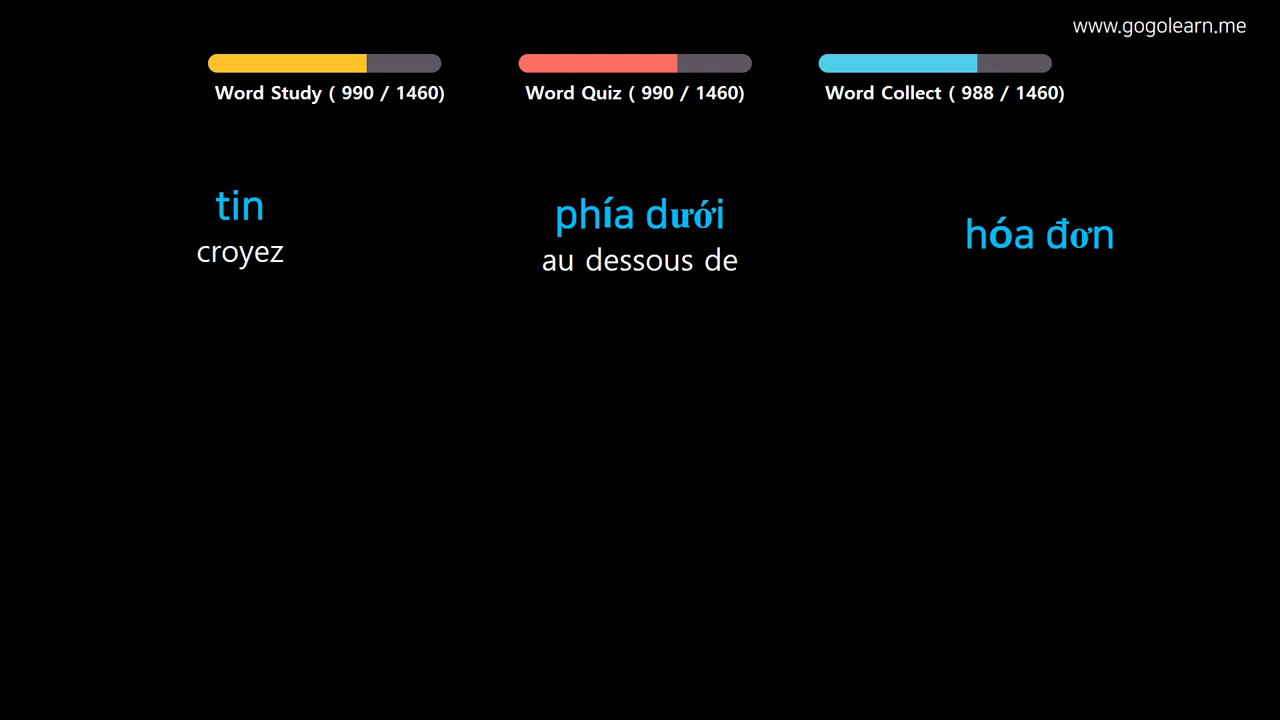 www.gogolearn.me
Word Study ( 990 / 1460)
Word Quiz ( 990 / 1460)
Word Collect ( 988 / 1460)
tin
croyez
phía dưới
au dessous de
hóa đơn